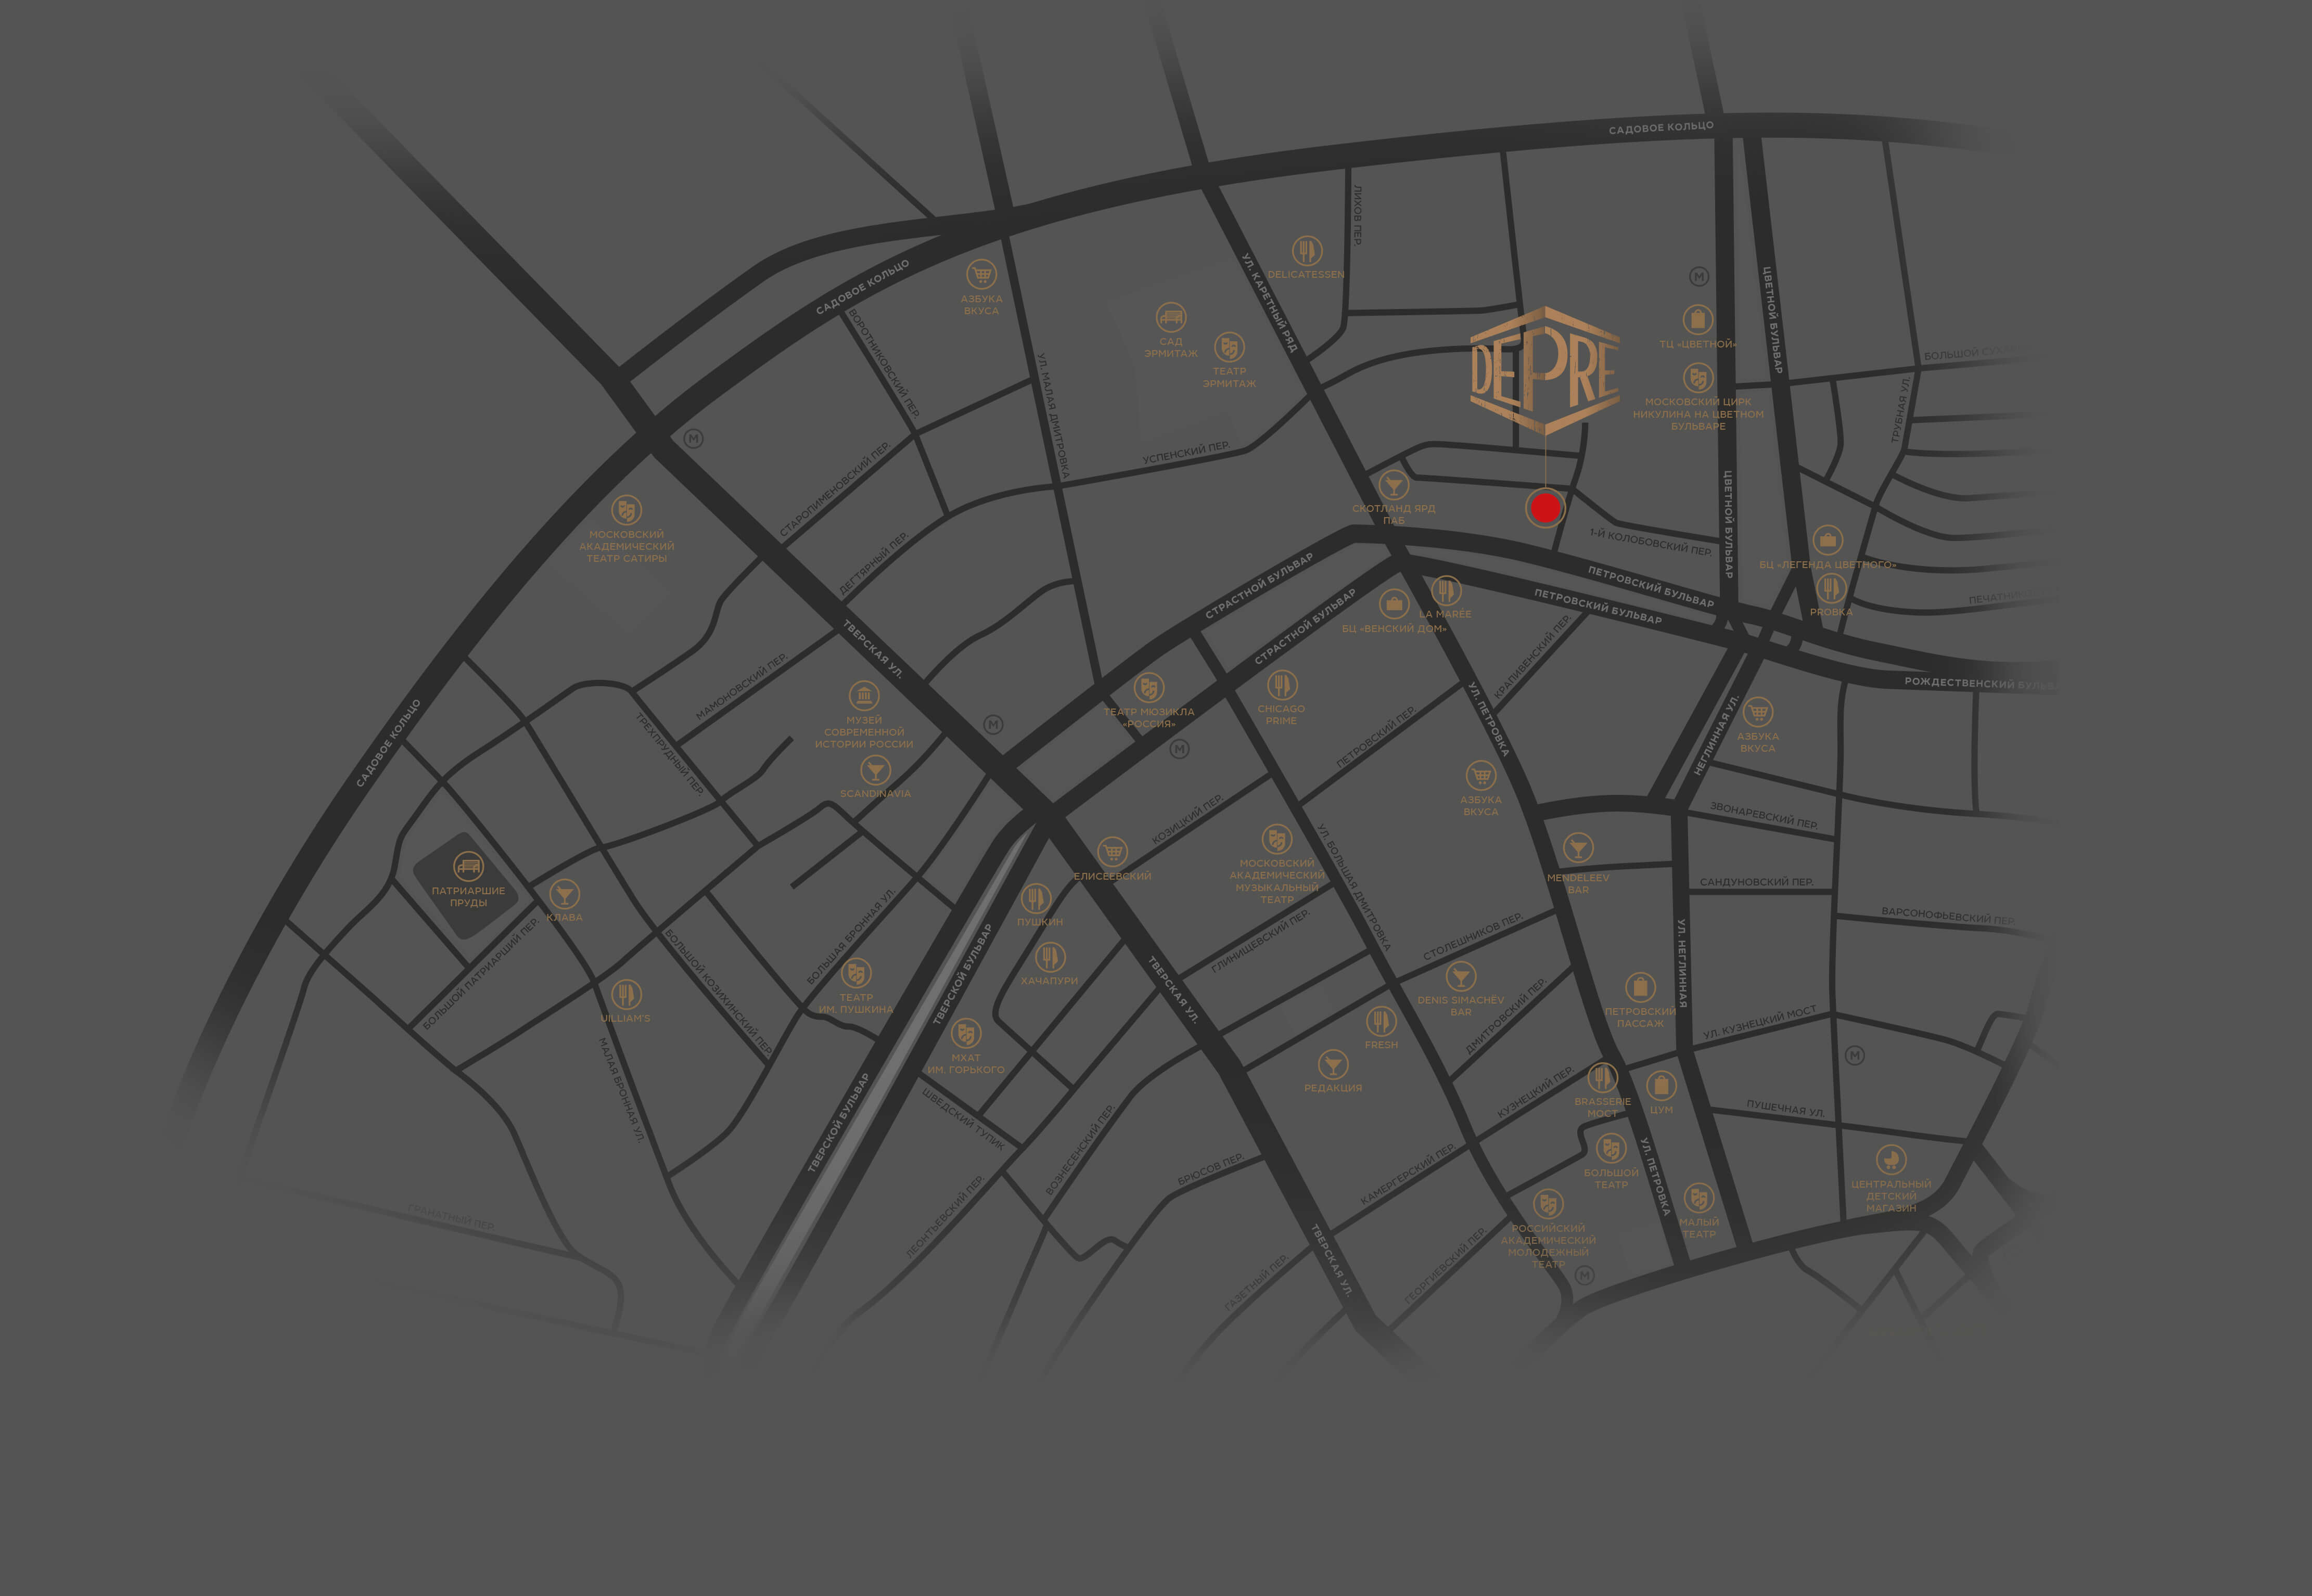 САДОВОЕ КОЛЬЦО
ЛИХОВ ПЕР.
DELICATESSEN
УЛ. КАРЕТНЫЙ РЯД
САДОВОЕ КОЛЬЦО
АЗБУКА
ВКУСА
ВОРОТНИКОВСКИЙ ПЕР.
САД
ЭРМИТАЖ
ТЕАТР
ЭРМИТАЖ
DEPRE
M
ТЦ «ЦВЕТНОЙ»
ЦВЕТНОЙ БУЛЬВАР
МОСКОВСКИЙ ЦИРК
НИКУЛИНА НА ЦВЕТНОМ
БУЛЬВАРЕ
БОЛЬШОЙ
ТРУБНАЯ УЛ.
УЛ. МАЛАЯ ДМИТРОВКА
M
СТАРОПИМЕНОВСКИЙ ПЕР.
УСПЕНСКИЙ ПЕР.
СКОТЛАНД ЯРД
ПАБ
МОСКОВСКИЙ
АКАДЕМИЧЕСКИЙ
ТЕАТР САТИРЫ
ДЕГТЯРНЫЙ ПЕР.
1-Й КОЛОБОВСКИЙ ПЕР.
ЦВЕТНОЙ БУЛЬВАР
БЦ «ЛЕГЕНДА ЦВЕТНОГО»
PROBKA
СТРАСТНОЙ БУЛЬВАР
ПЕТРОВСКИЙ БУЛЬВАР
ПЕТРОВСКИЙ БУЛЬВАР
LA MARÉE
БЦ «ВЕНСКИЙ ДОМ»
СТРАСТНОЙ БУЛЬВАР
ТВЕРСКАЯ УЛ.
МАМОНОВСКИЙ ПЕР.
КРАПИВЕНСКИЙ ПЕР.
РОЖДЕСТВЕНСКИЙ БУЛЬВАР
САДОВОЕ КОЛЬЦО
ТРЕХПРУДНЫЙ ПЕР.
МУЗЕЙ
СОВРЕМЕННОЙ
ИСТОРИИ РОССИИ
M
ТЕАТР МЮЗИКЛА
«РОССИЯ»
M
CHICAGO
PRIME
ПЕТРОВСКИЙ ПЕР.
УЛ. ПЕТРОВКА
НЕГЛИННАЯ УЛ.
АЗБУКА
ВКУСА
SCANDINAVIA
АЗБУКА
ВКУСА
КОЗИЦКИЙ ПЕР.
ЗВОНАРЕВСКИЙ ПЕР.
ПАТРИАРШИЕ
ПРУДЫ
КЛАВА
ЕЛИСЕЕВСКИЙ
МОСКОВСКИЙ
АКАДЕМИЧЕСКИЙ
МУЗЫКАЛЬНЫЙ
ТЕАТР
УЛ. БОЛЬШАЯ ДМИТРОВКА
MENDELEEV
BAR
САНДУНОВСКИЙ ПЕР.
ПУШКИН
БОЛЬШАЯ БРОННАЯ УЛ.
ТВЕРСКОЙ БУЛЬВАР
ГЛИНИЩЕВСКИЙ ПЕР.
СТОЛЕШНИКОВ ПЕР.
ВАРСОНОФЬЕВСКИЙ ПЕР.
БОЛЬШОЙ ПАТРИАРШИЙ ПЕР.
БОЛЬШОЙ КОЗИХИНСКИЙ ПЕР.
UILLIAM'S
ТЕАТР
ИМ. ПУШКИНА
ХАЧАПУРИ
ТВЕРСКАЯ УЛ.
DENIS SIMACHËV
BAR
УЛ. НЕГЛИННАЯ
ПЕТРОВСКИЙ
ПАССАЖ
УЛ. КУЗНЕЦКИЙ МОСТ
M
МХАТ
ИМ. ГОРЬКОГО
FRESH
ДМИТРОВСКИЙ ПЕР.
МАЛАЯ БРОННАЯ УЛ.
РЕДАКЦИЯ
КУЗНЕЦКИЙ ПЕР.
BRASSERIE
МОСТ
ЦУМ
ПУШЕЧНАЯ УЛ.
ТВЕРСКОЙ БУЛЬВАР
ШВЕДСКИЙ ТУПИК
ВОЗНЕСЕНСКИЙ ПЕР.
БРЮСОВ ПЕР.
КАМЕРГЕРСКИЙ ПЕР.
БОЛЬШОЙ
ТЕАТР
УЛ. ПЕТРОВКА
ЦЕНТРАЛЬНЫЙ
ДЕТСКИЙ
МАГАЗИН
ГРАНАТНЫЙ ПЕР.
ЛЕОНТЬЕВСКИЙ ПЕР.
ГАЗЕТНЫЙ ПЕР.
ТВЕРСКАЯ УЛ.
ГЕОРГИЕВСКИЙ ПЕР.
РОССИЙСКИЙ
АКАДЕМИЧЕСКИЙ
МОЛОДЕЖНЫЙ
ТЕАТР
M
МАЛЫЙ
ТЕАТР